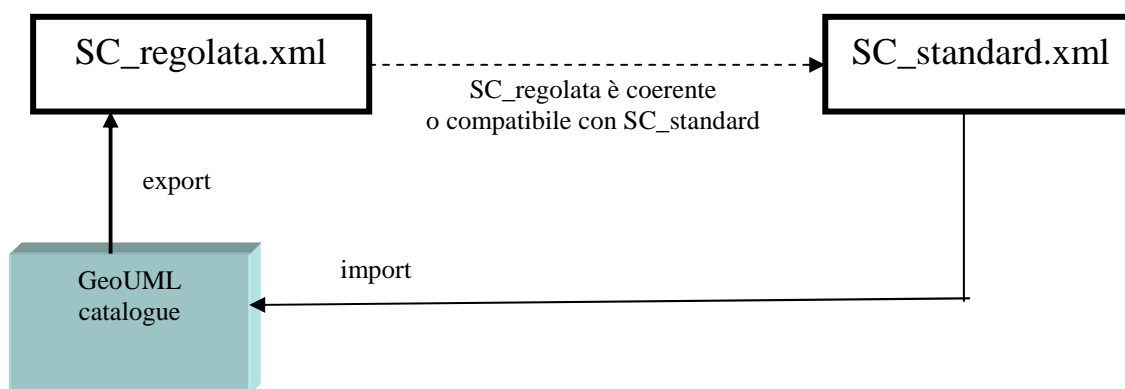 SC_regolata.xml
SC_standard.xml
SC_regolata è coerente
o compatibile con SC_standard
export
import
GeoUML
catalogue